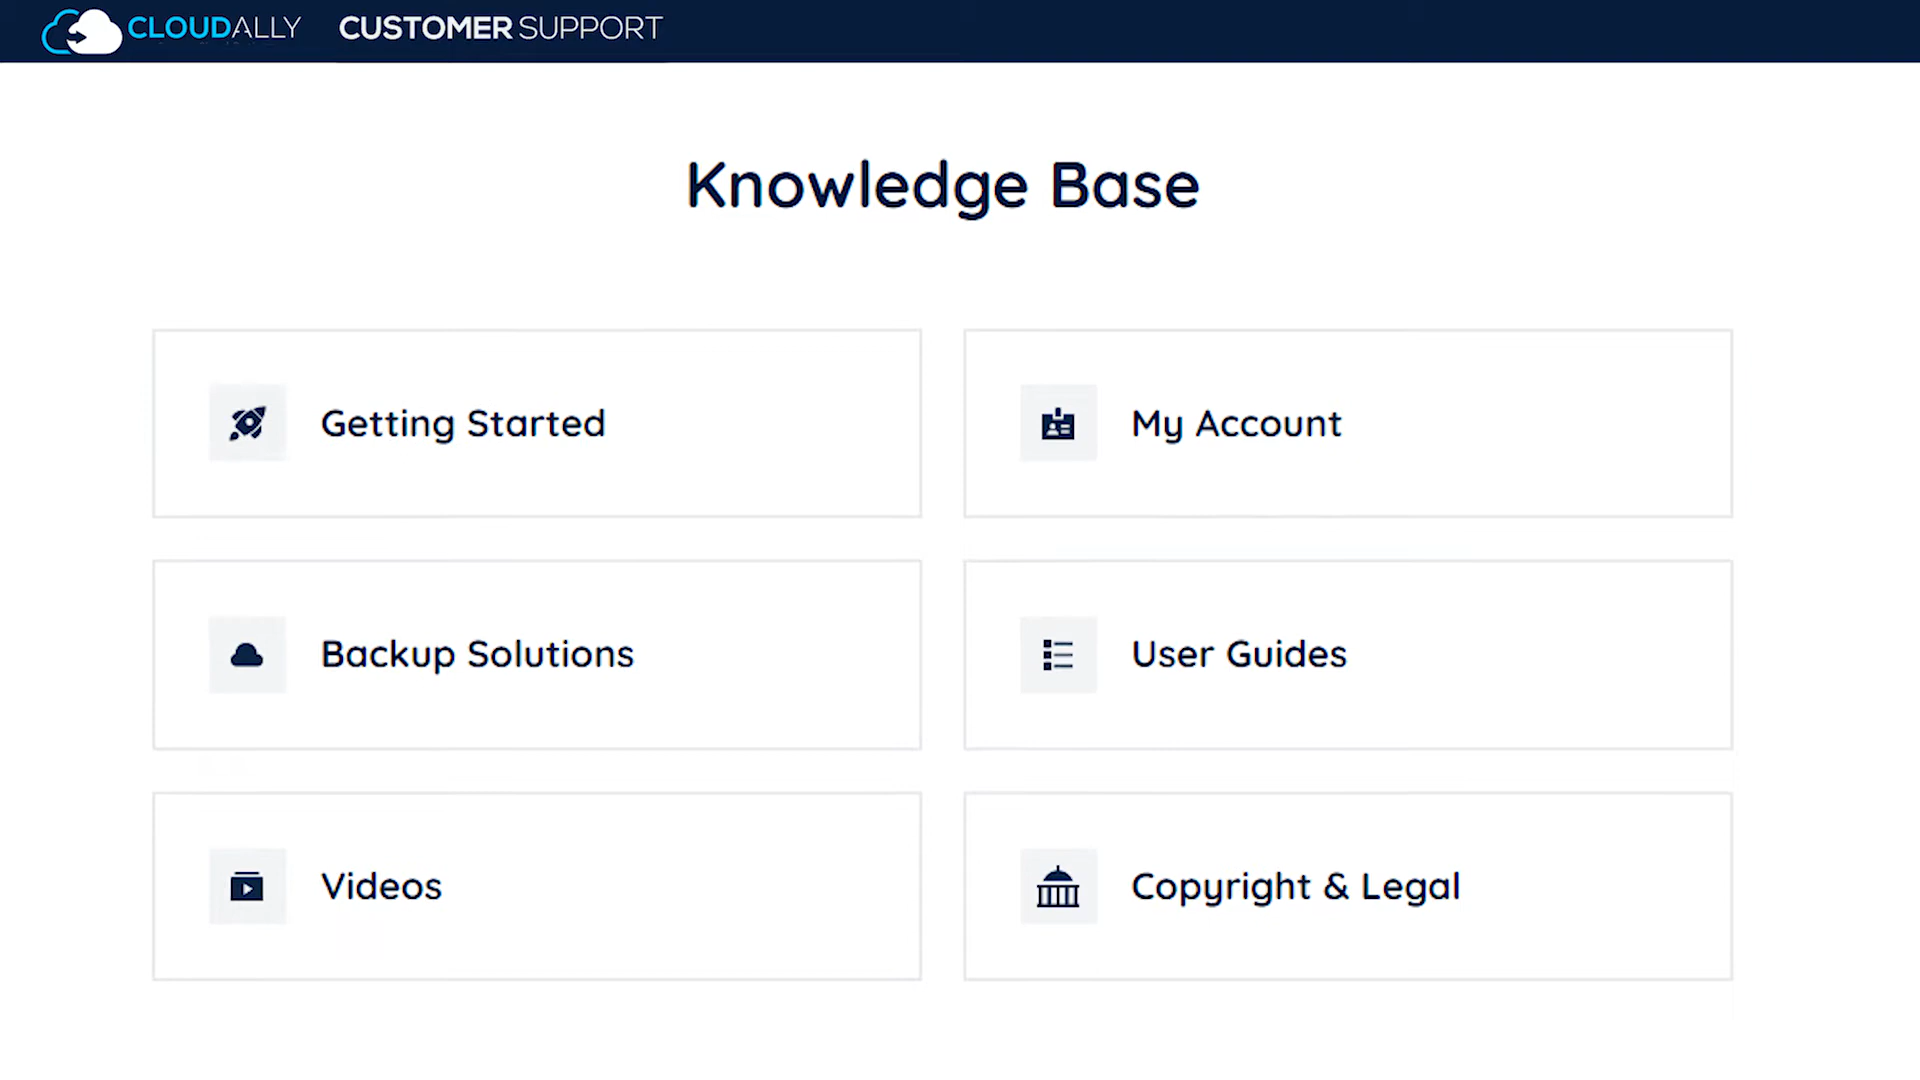 CLOUDALLY CUSTOMER SUPPORT
Knowledge Base
Getting Started
My Account
Backup Solutions
User Guides
Videos
Copyright & Legal